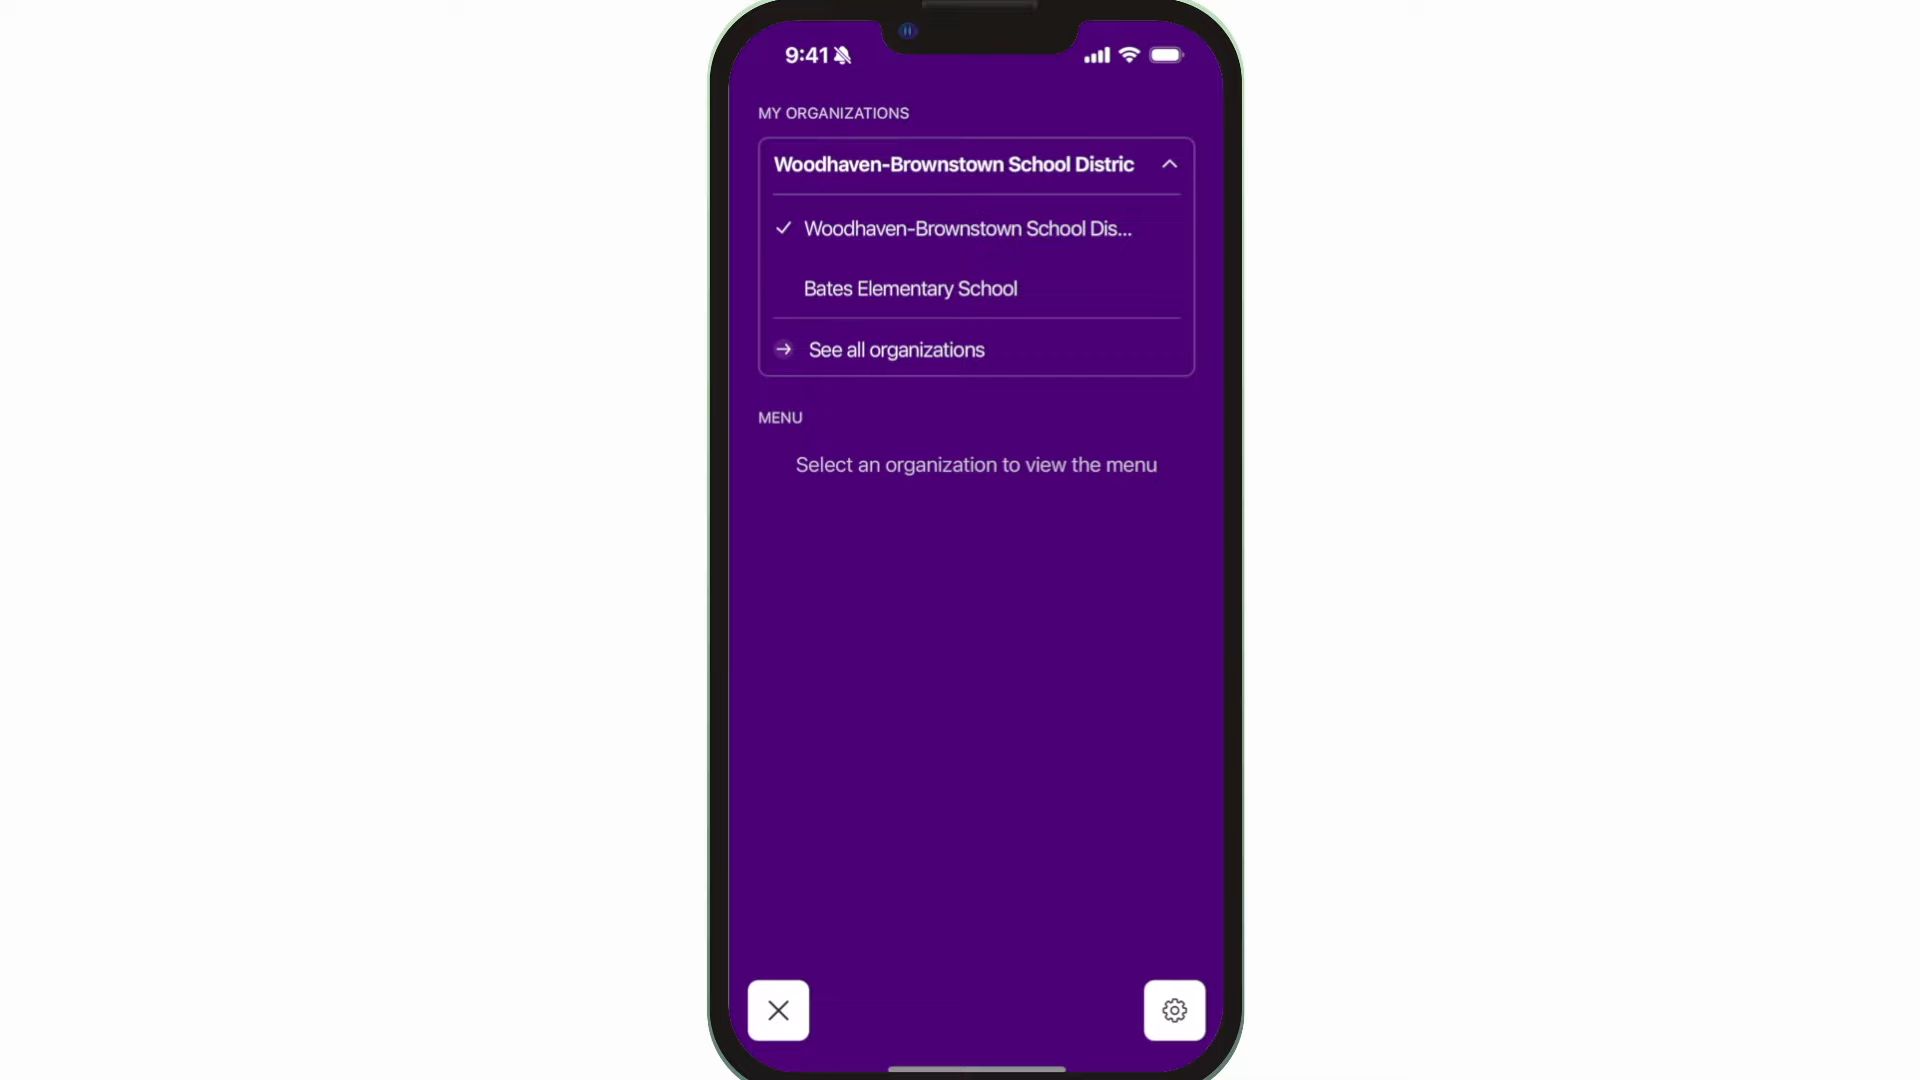 9:41
MY ORGANIZATIONS
Woodhaven-Brownstown School Distric
Woodhaven-Brownstown School Dis...
Bates Elementary School
See all organizations
MENU
Select an organization to view the menu